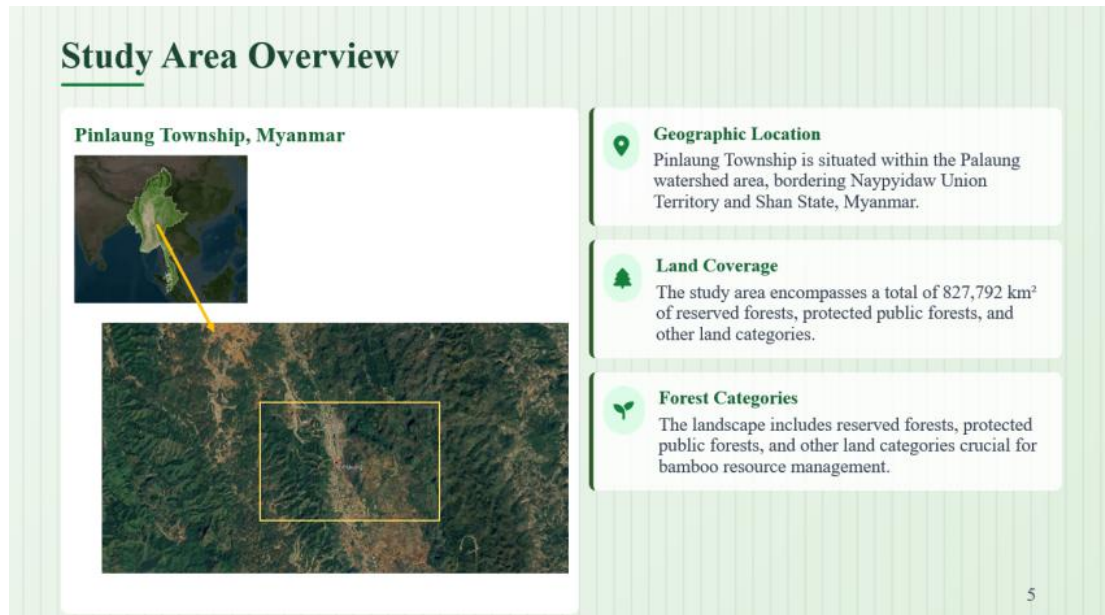 Study Area Overview
Pinlaung Township, Myanmar
Geographic Location
Pinlaung Township is situated within the Palaung
watershed area, bordering Naypyidaw Union
Territory and Shan State, Myanmar.
Land Coverage
The study area encompasses a total of 827,792 km²
of reserved forests, protected public forests, and
other land categories.
Forest Categories
The landscape includes reserved forests, protected
public forests, and other land categories crucial for
bamboo resource management.
5